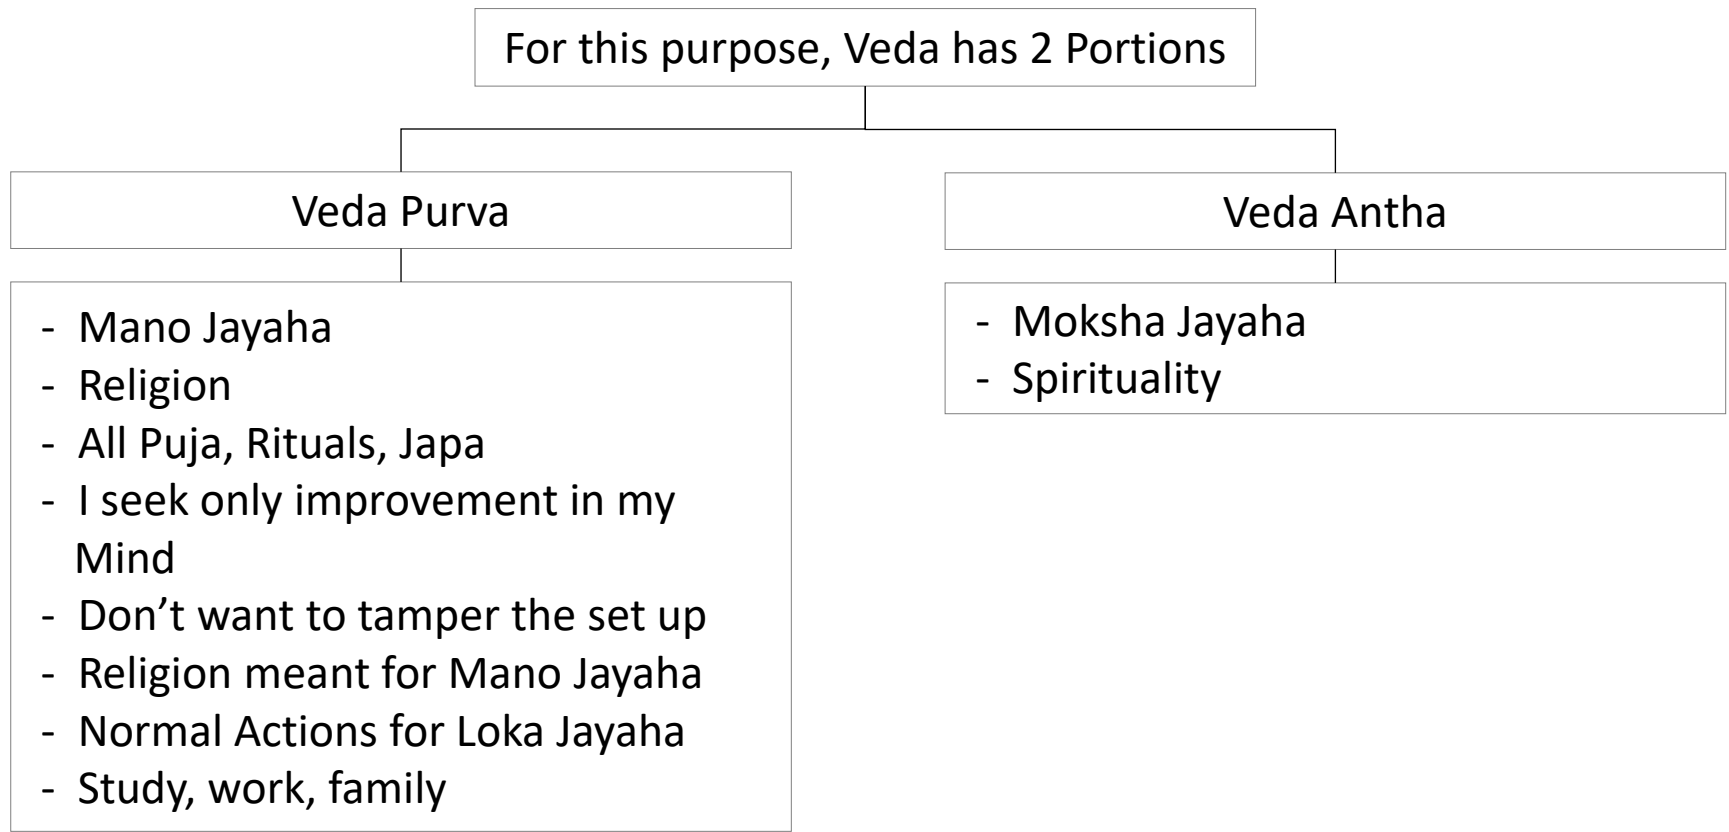 For this purpose, Veda has 2 Portions
Veda Purva
- Mano Jayaha
- Religion
- All Puja, Rituals, Japa
- I seek only improvement in my
Mind
- Don’t want to tamper the set up
- Religion meant for Mano Jayaha
- Normal Actions for Loka Jayaha
- Study, work, family
Veda Antha
- Moksha Jayaha
- Spirituality